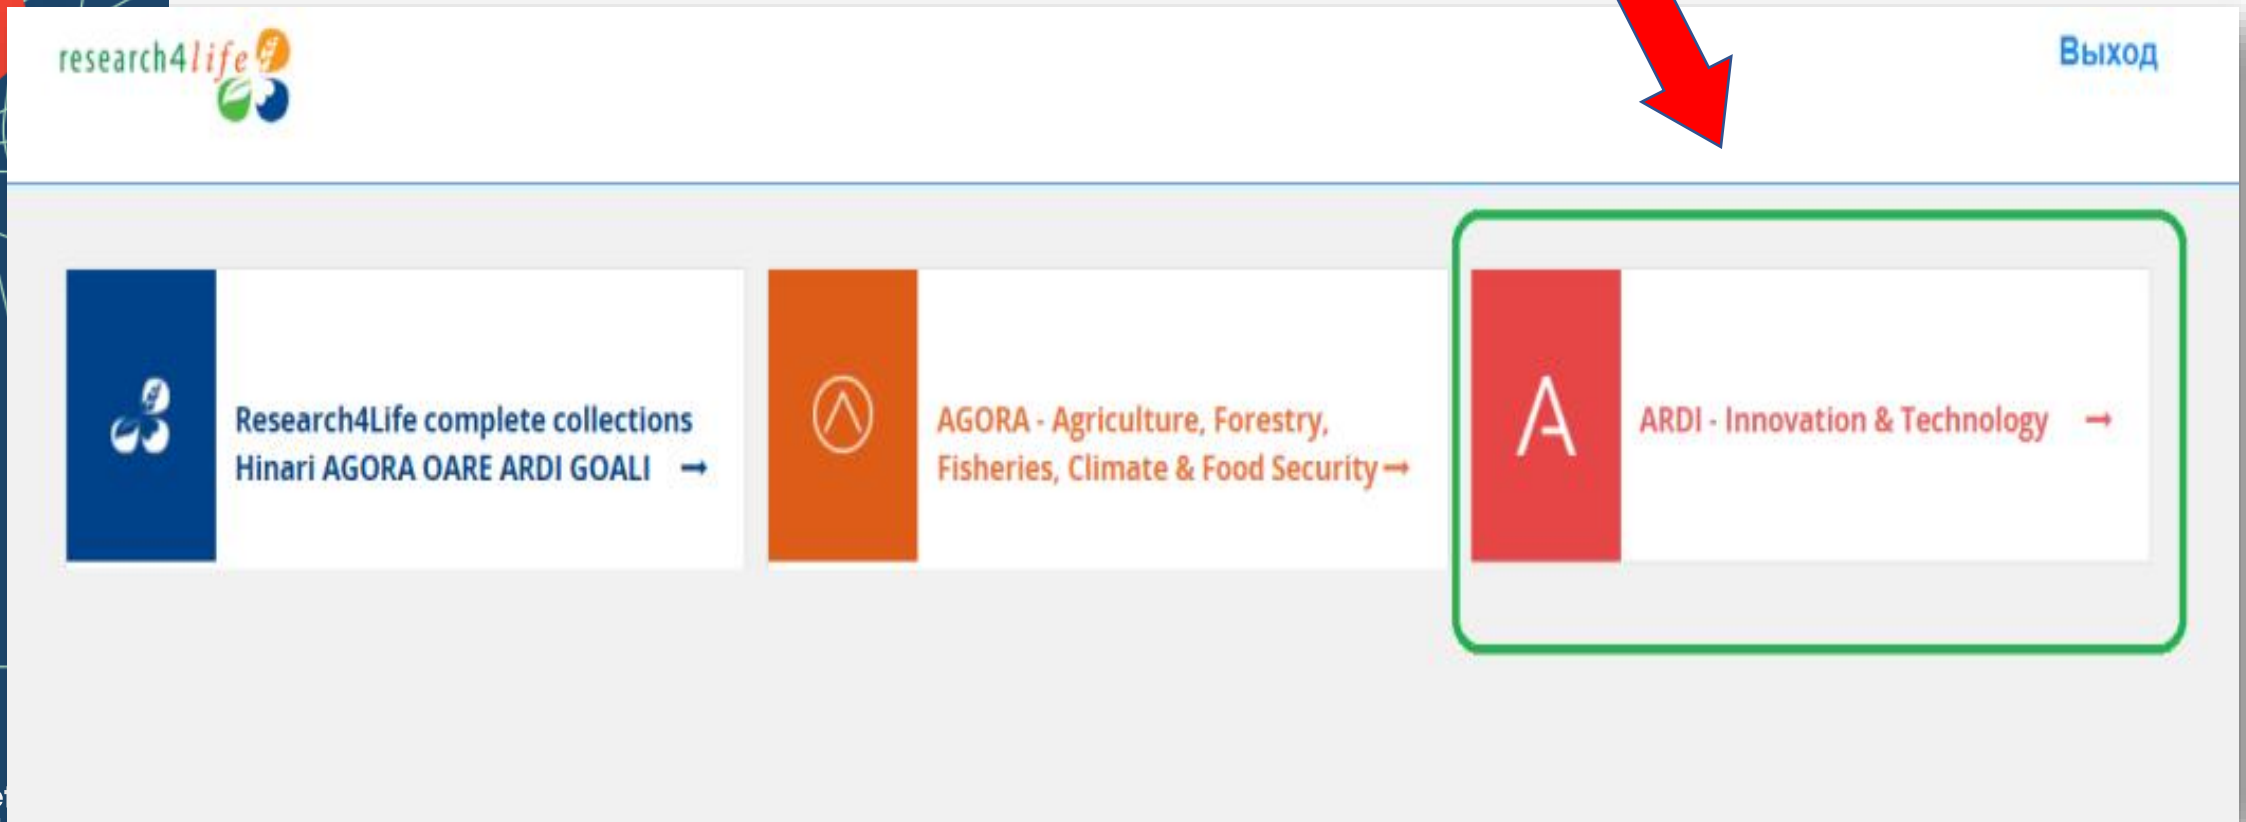 research4life
Выход
Research4Life complete collections
Hinari AGORA OARE ARDI GOALI →
AGORA - Agriculture, Forestry,
Fisheries, Climate & Food Security →
A
ARDI - Innovation & Technology →